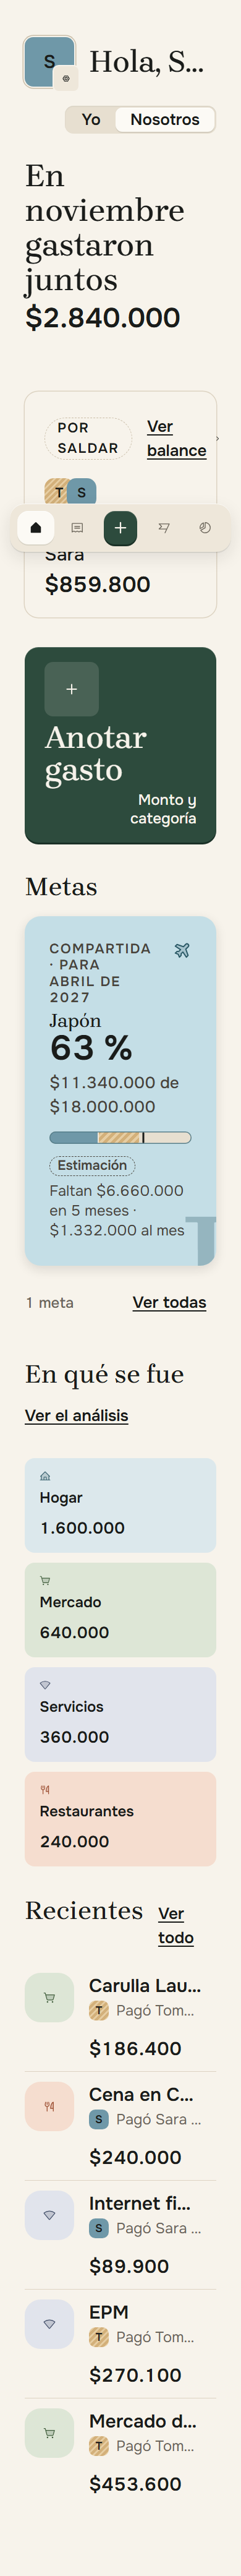 S
Hola, S...
Yo
Nosotros
En
noviembre
gastaron
juntos
$2.840.000
POR
SALDAR
Ver
balance
T S
Sara
$859.800
Anotar
gasto
Monto y
categoría
Metas
COMPARTIDA
· PARA
ABRIL DE
2027
Japón
63 %
$11.340.000 de
$18.000.000
Estimación
Faltan $6.660.000
en 5 meses ·
$1.332.000 al mes
1 meta
Ver todas
En qué se fue
Ver el análisis
Hogar
1.600.000
Mercado
640.000
Servicios
360.000
Restaurantes
240.000
Recientes
Ver
todo
Carulla Lau...
T Pagó Tom...
$186.400
Cena en C...
S Pagó Sara ...
$240.000
Internet fi...
S Pagó Sara ...
$89.900
EPM
T Pagó Tom...
$270.100
Mercado d...
T Pagó Tom...
$453.600